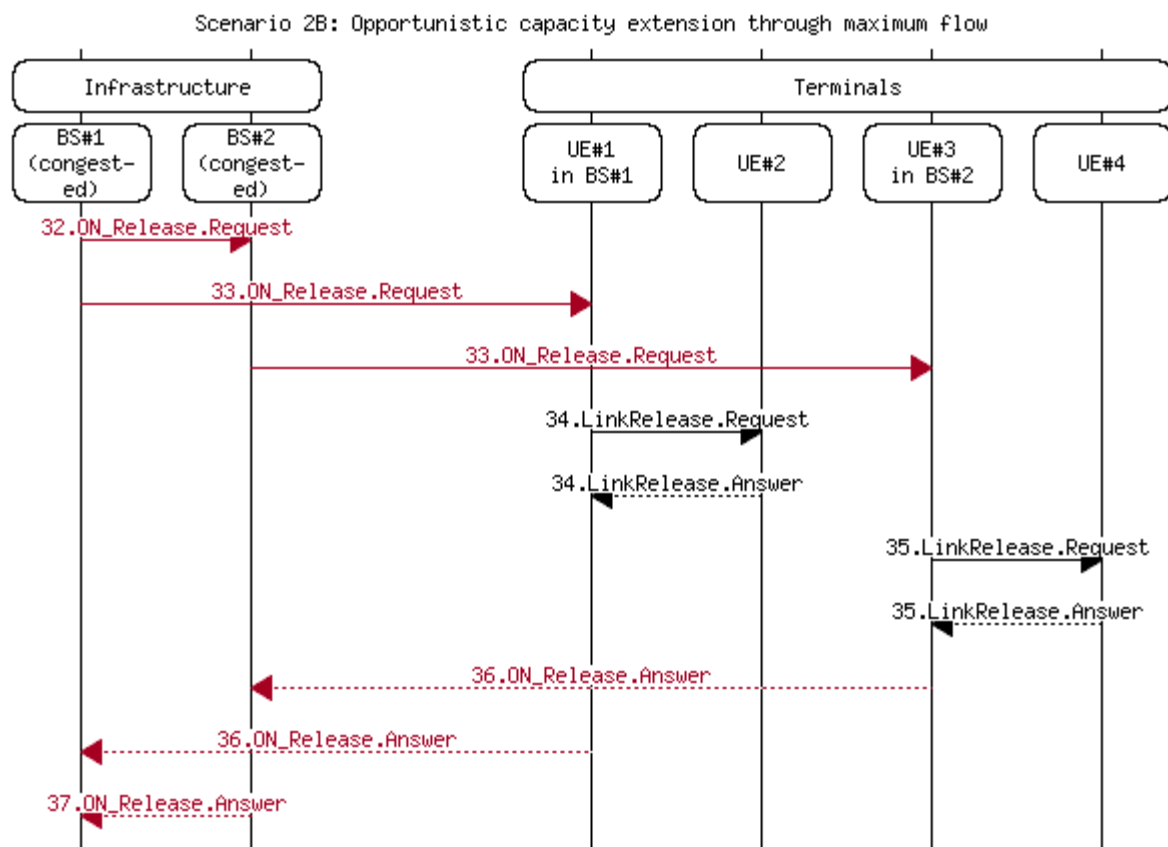 Scenario 2B: Opportunistic capacity extension through maximum flow
Infrastructure
Terminals
BS#1
(congest-
ed)
BS#2
(congest-
ed)
UE#1
in BS#1
UE#2
UE#3
in BS#2
UE#4
32.ON_Release.Request
33.ON_Release.Request
33.ON_Release.Request
34.LinkRelease.Request
34.LinkRelease.Answer
35.LinkRelease.Request
35.LinkRelease.Answer
36.ON_Release.Answer
36.ON_Release.Answer
37.ON_Release.Answer